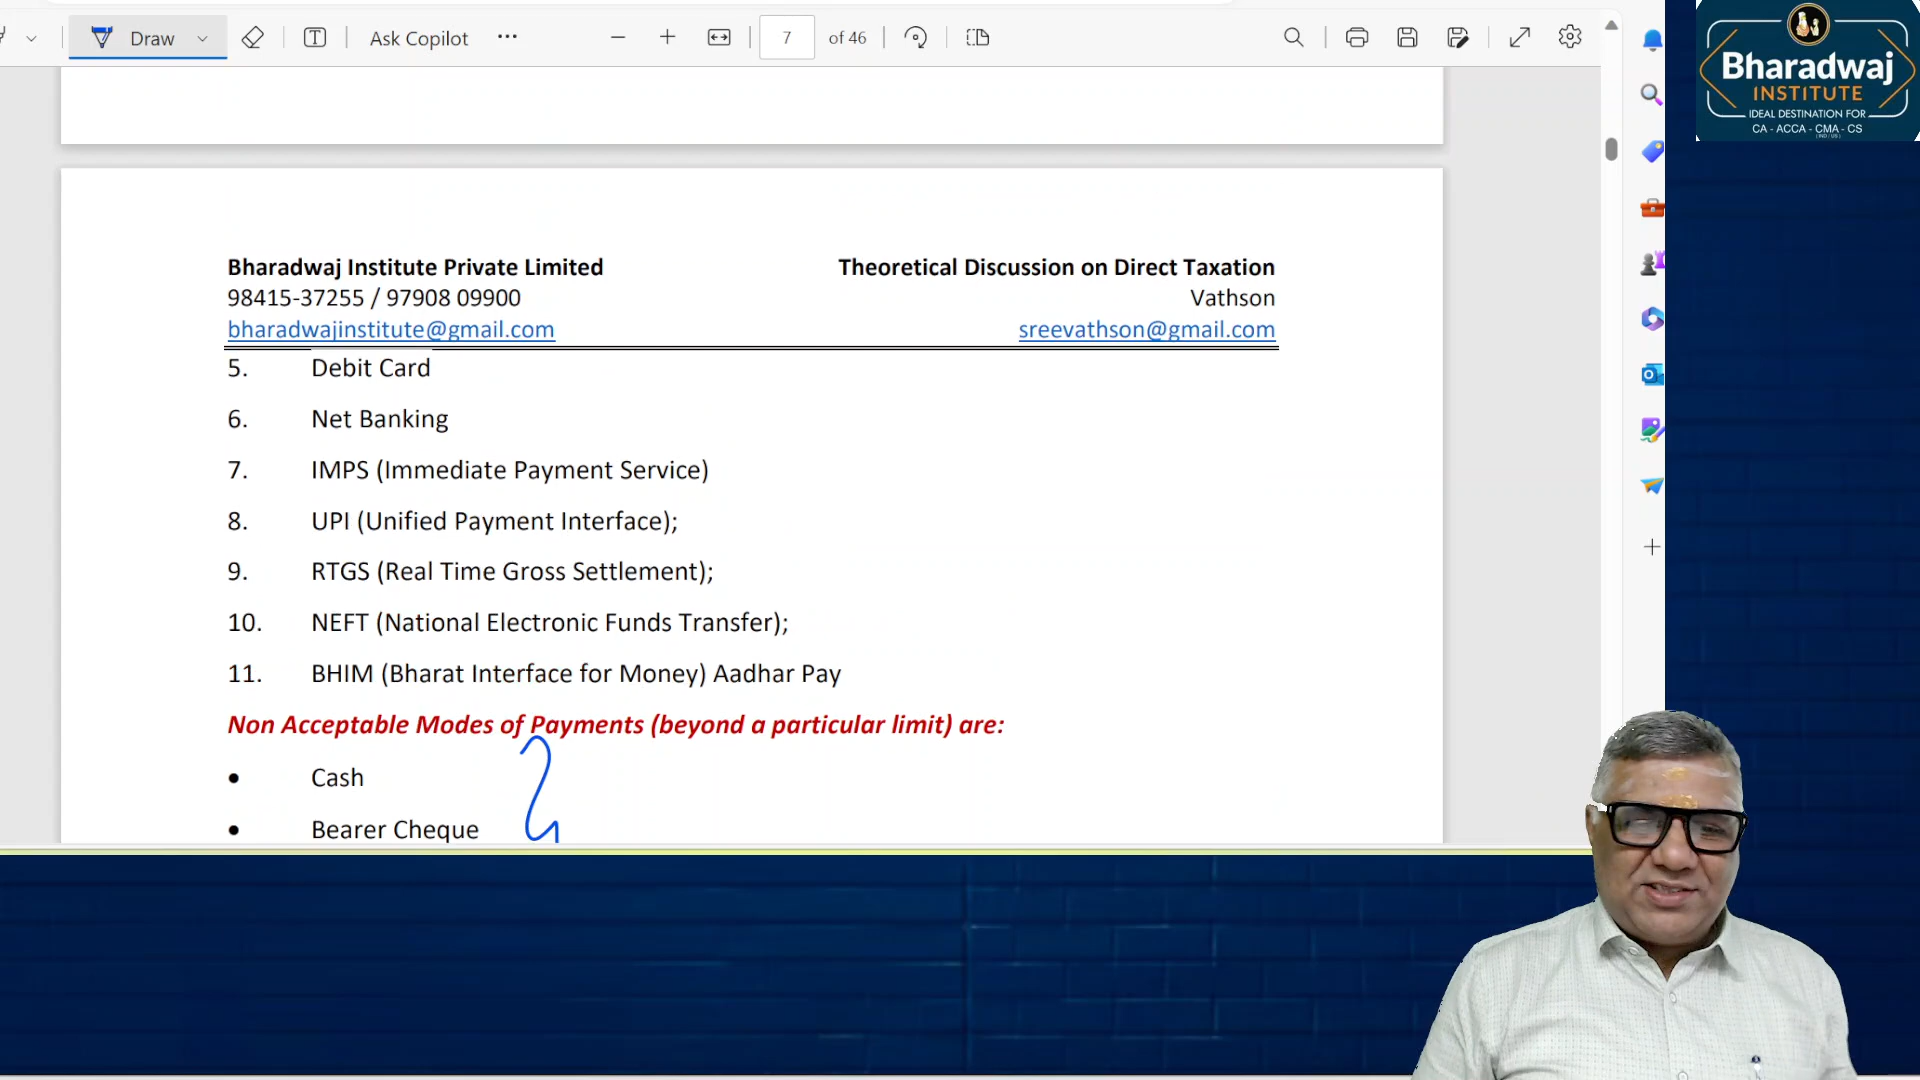 Draw
Ask Copilot
7 of 46
Bharadwaj
INSTITUTE
IDEAL DESTINATION FOR
CA - ACCA - CMA - CS
Bharadwaj Institute Private Limited
Theoretical Discussion on Direct Taxation
98415-37255 / 97908 09900
Vathson
bharadwajinstitute@gmail.com
sreevathson@gmail.com
5. Debit Card
6. Net Banking
7. IMPS (Immediate Payment Service)
8. UPI (Unified Payment Interface);
9. RTGS (Real Time Gross Settlement);
10. NEFT (National Electronic Funds Transfer);
11. BHIM (Bharat Interface for Money) Aadhar Pay
Non Acceptable Modes of Payments (beyond a particular limit) are:
• Cash
• Bearer Cheque